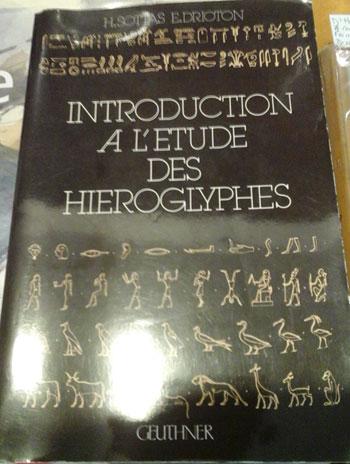 H. SOTTAS E. DRIOTON
INTRODUCTION
A L'ETUDE
DES
HIEROGLYPHES
GEUTHNER